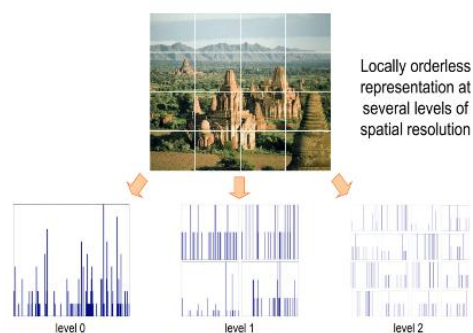 Locally orderless
representation at
several levels of
spatial resolution
level 0
level 1
level 2